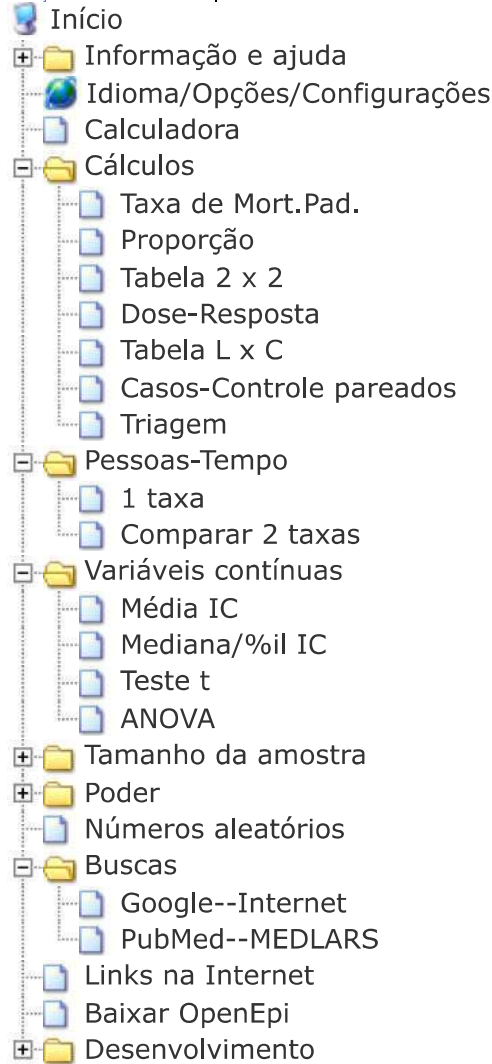 Início
Informação e ajuda
Idioma/Opções/Configurações
Calculadora
Cálculos
Taxa de Mort.Pad.
Proporção
Tabela 2 x 2
Dose-Resposta
Tabela L x C
Casos-Controle pareados
Triagem
Pessoas-Tempo
1 taxa
Comparar 2 taxas
Variáveis contínuas
Média IC
Mediana/%il IC
Teste t
ANOVA
Tamanho da amostra
Poder
Números aleatórios
Buscas
Google--Internet
PubMed--MEDLARS
Links na Internet
Baixar OpenEpi
Desenvolvimento